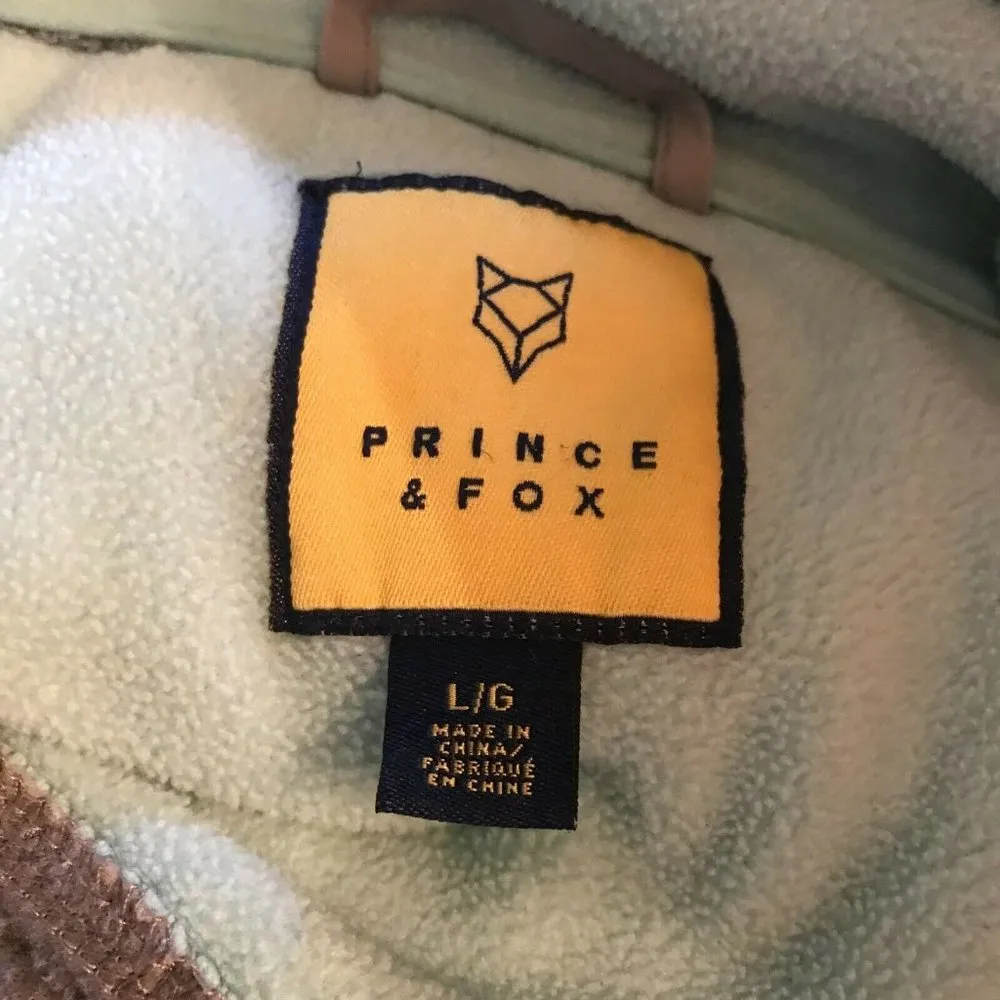 PRINCE
& FOX
L/G
MADE IN
CHINA/
FABRIQUÉ
EN CHINE